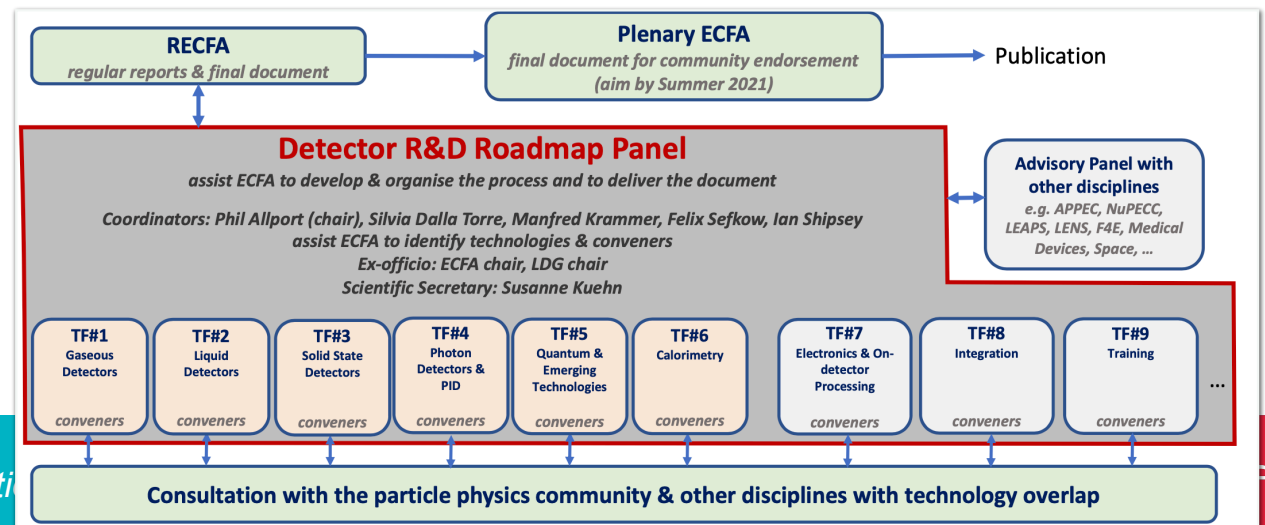 RECFA
regular reports & final document
Plenary ECFA
final document for community endorsement
(aim by Summer 2021)
Publication
Detector R&D Roadmap Panel
assist ECFA to develop & organise the process and to deliver the document
Coordinators: Phil Allport (chair), Silvia Dalla Torre, Manfred Krammer, Felix Sefkow, Ian Shipsey
assist ECFA to identify technologies & conveners
Ex-officio: ECFA chair, LDG chair
Scientific Secretary: Susanne Kuehn
Advisory Panel with
other disciplines
e.g. APPEC, NuPECC,
LEAPS, LENS, F4E, Medical
Devices, Space, …
TF#1
Gaseous
Detectors
conveners
TF#2
Liquid
Detectors
conveners
TF#3
Solid State
Detectors
conveners
TF#4
Photon
Detectors &
PID
conveners
TF#5
Quantum &
Emerging
Technologies
conveners
TF#6
Calorimetry
conveners
TF#7
Electronics & On-
detector
Processing
conveners
TF#8
Integration
conveners
TF#9
Training
conveners
...
Consultation with the particle physics community & other disciplines with technology overlap